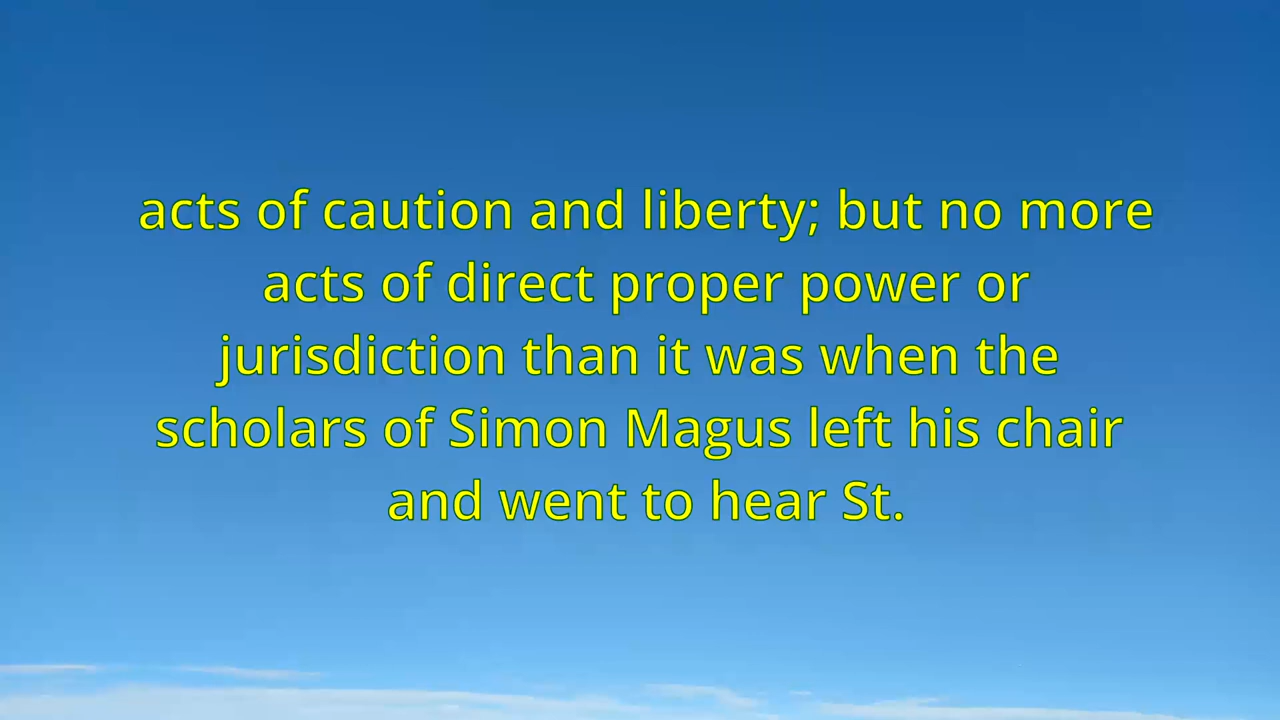 acts of caution and liberty; but no more
acts of direct proper power or
jurisdiction than it was when the
scholars of Simon Magus left his chair
and went to hear St.